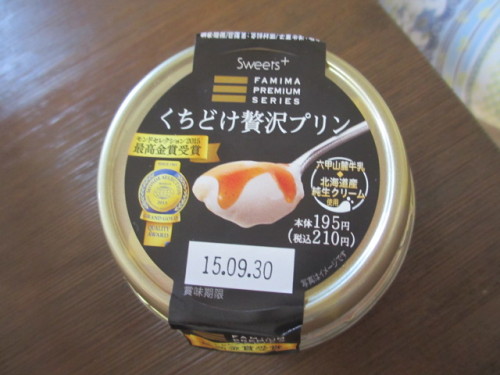 Sweets+
FAMIMA
PREMIUM
SERIES
くちどけ贅沢プリン
モンドセレクション2015
最高金賞受賞
六甲山麓牛乳
+
北海道産
純生クリーム
使用
本体195円
(税込210円)
15.09.30
賞味期限
写真はイメージです
FAMIMA
PREMIUM